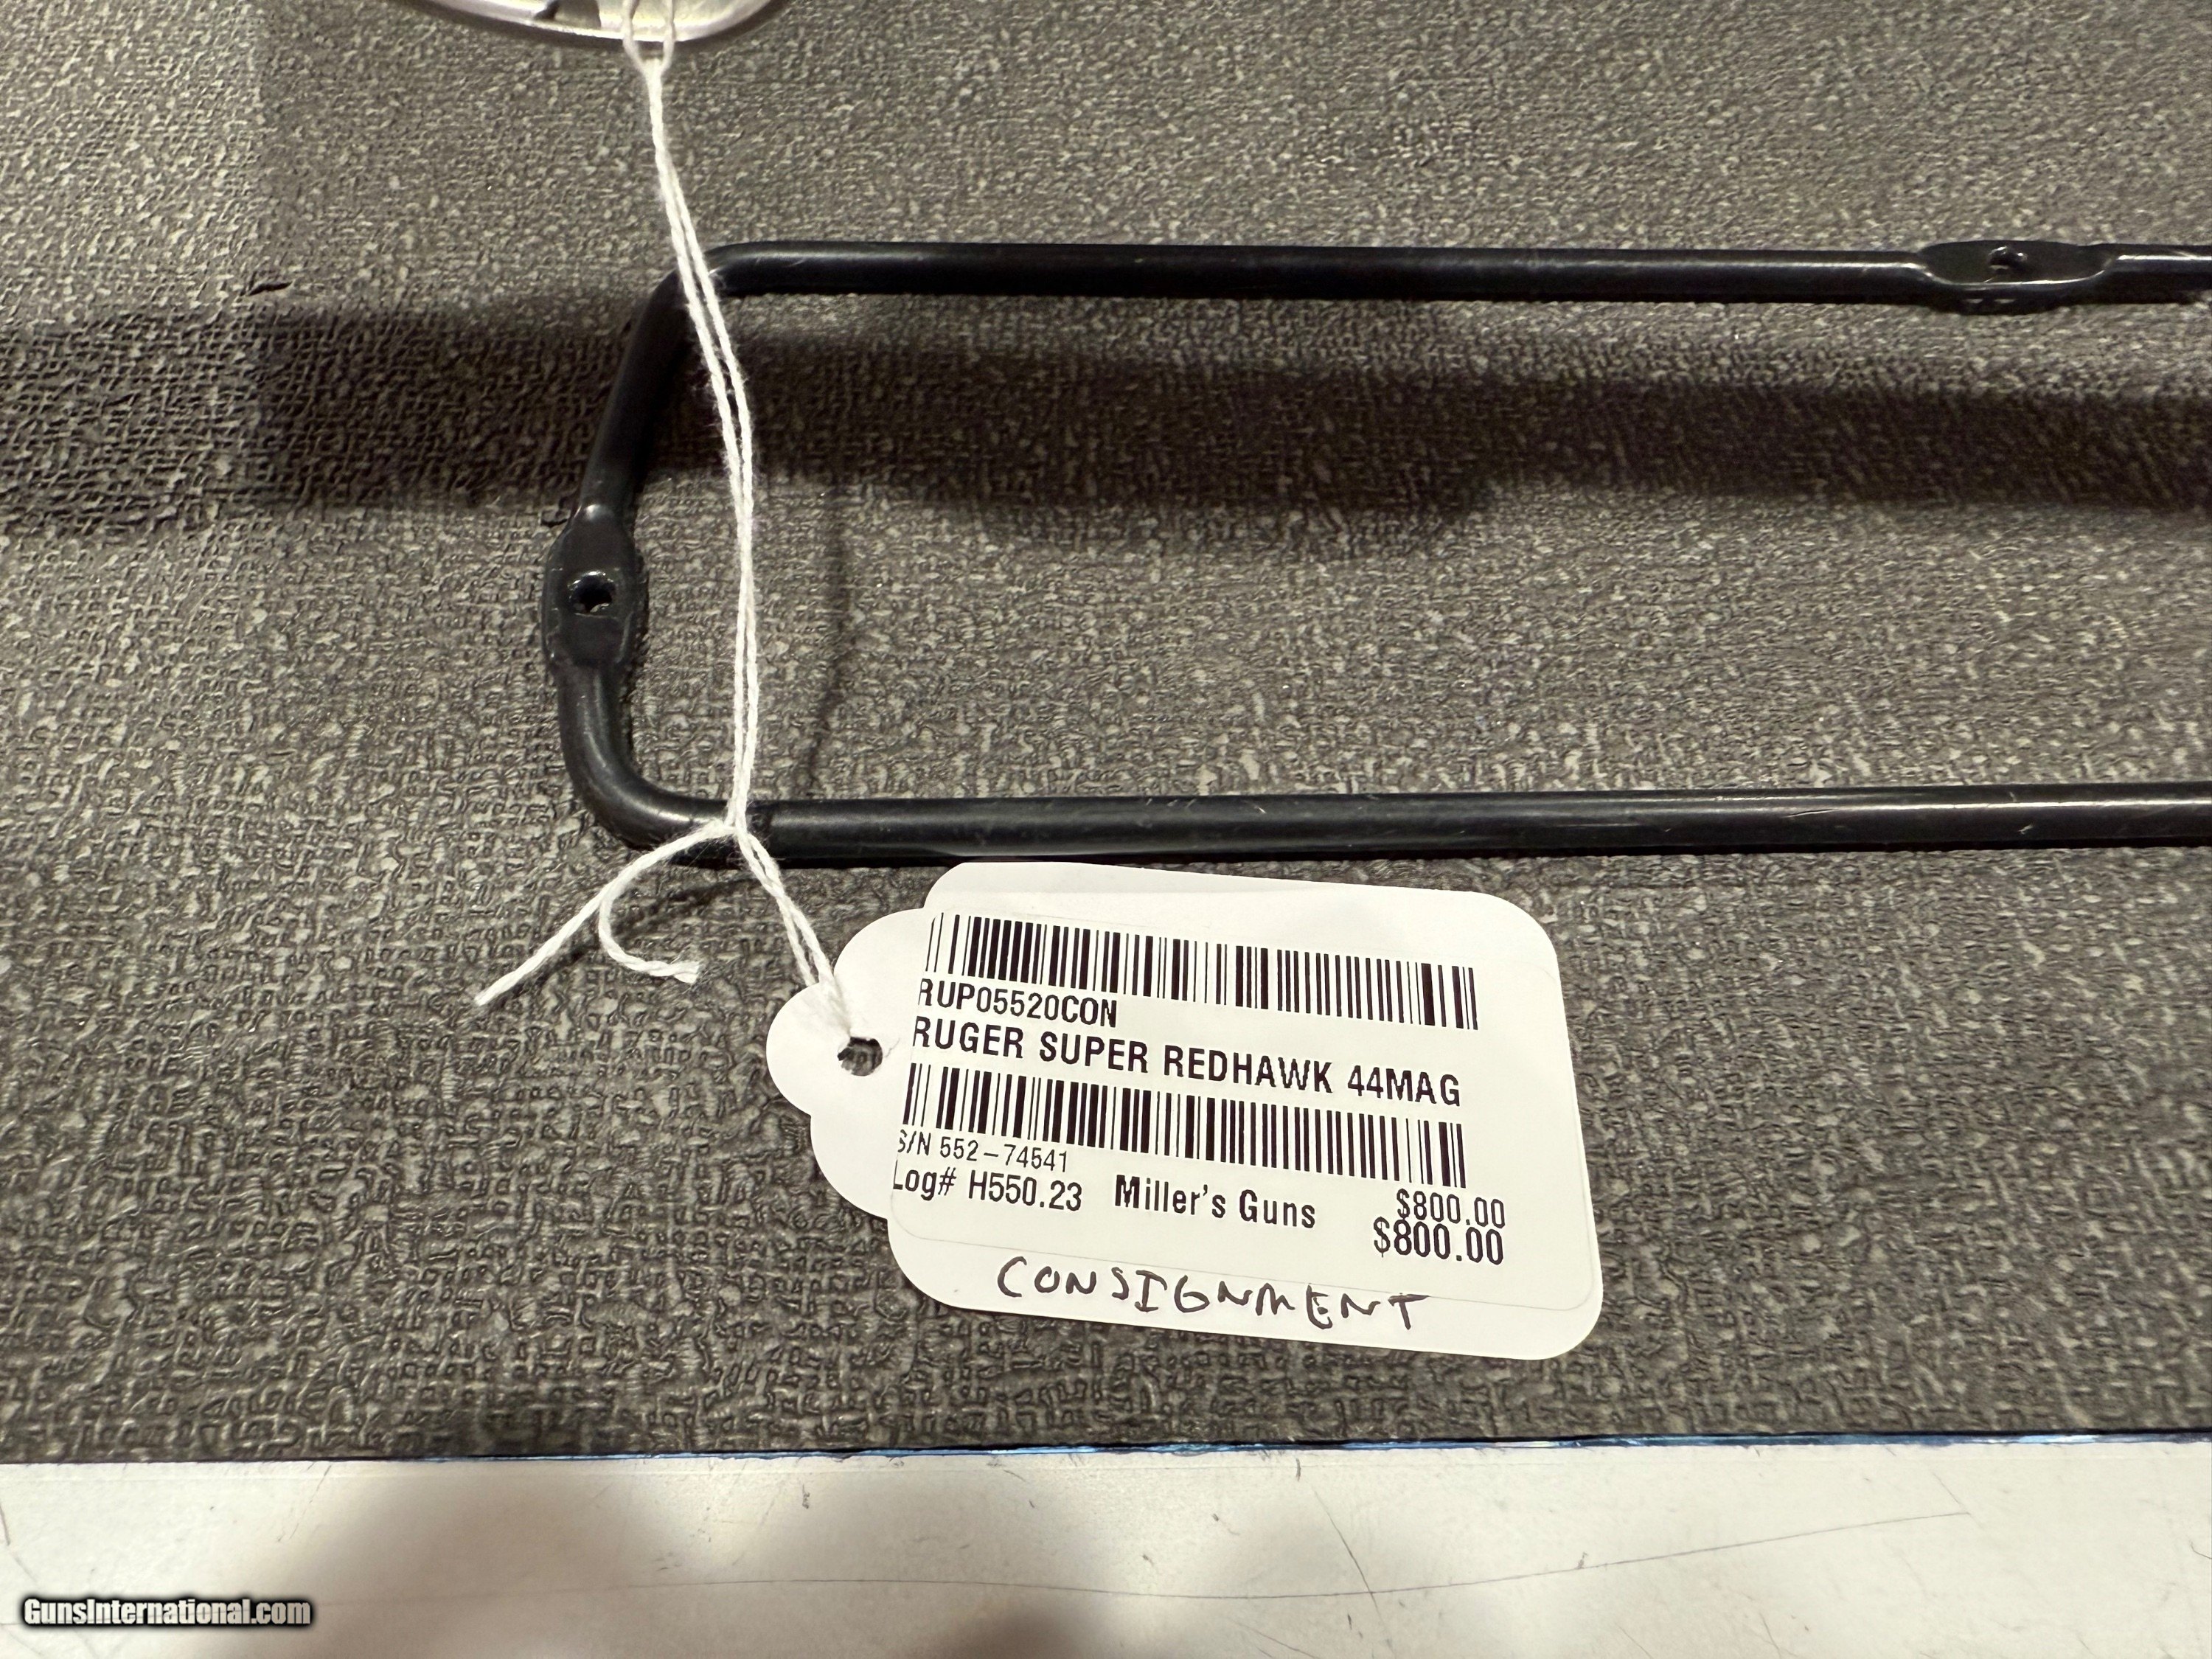 RUP05520CON
RUGER SUPER REDHAWK 44MAG
S/N 552-74541
Log# H550.23 Miller's Guns $800.00
$800.00
CONSIGNMENT
GunsInternational.com